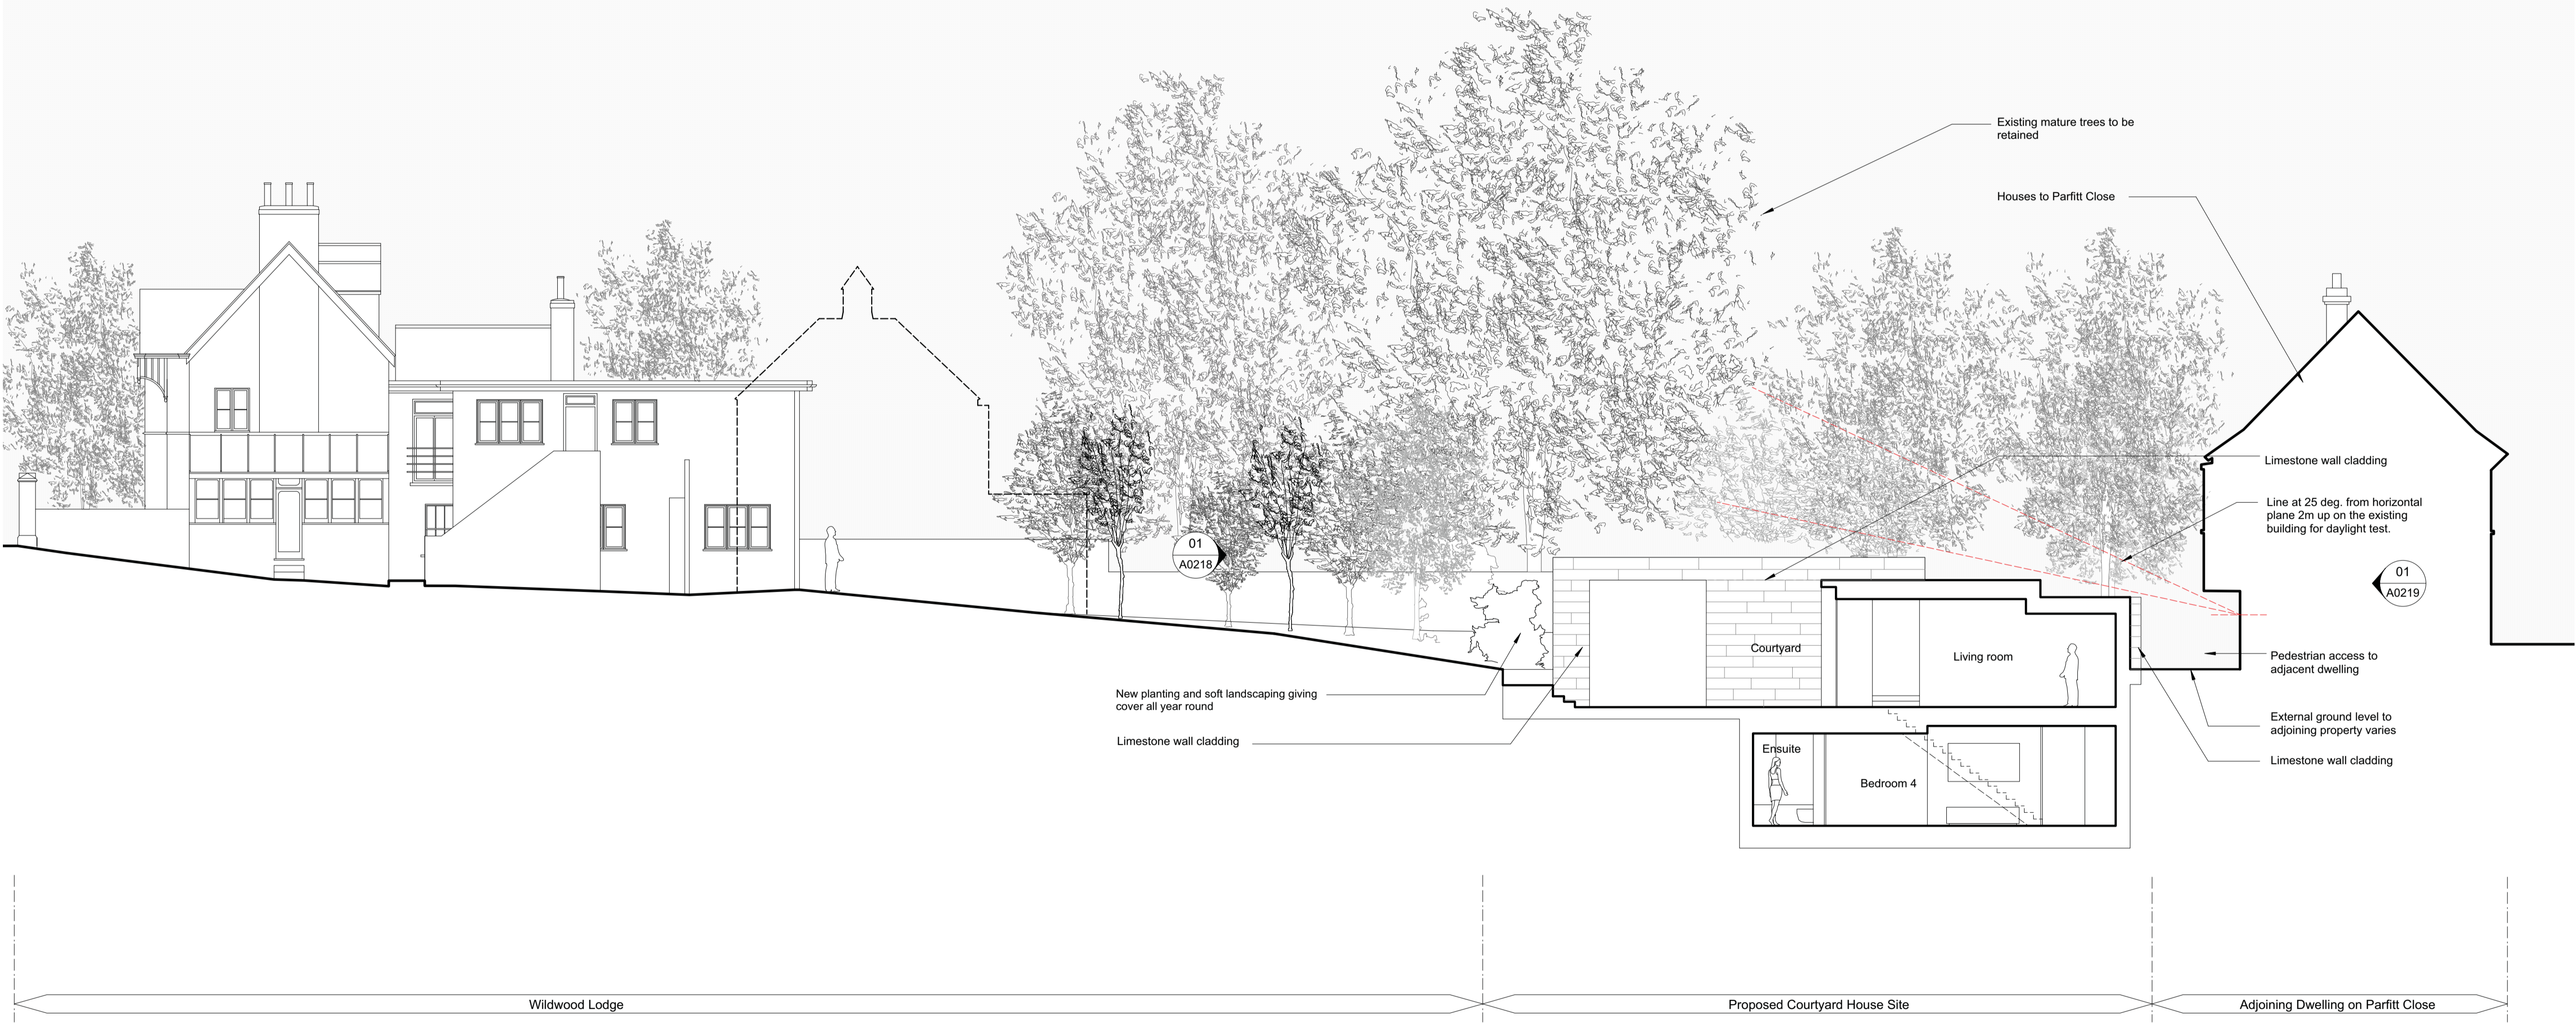 Existing mature trees to be
retained
Houses to Parfitt Close
Limestone wall cladding
Line at 25 deg. from horizontal
plane 2m up on the existing
building for daylight test.
01
A0218
01
A0219
Courtyard
Living room
Pedestrian access to
adjacent dwelling
New planting and soft landscaping giving
cover all year round
External ground level to
adjoining property varies
Limestone wall cladding
Ensuite
Limestone wall cladding
Bedroom 4
Wildwood Lodge
Proposed Courtyard House Site
Adjoining Dwelling on Parfitt Close